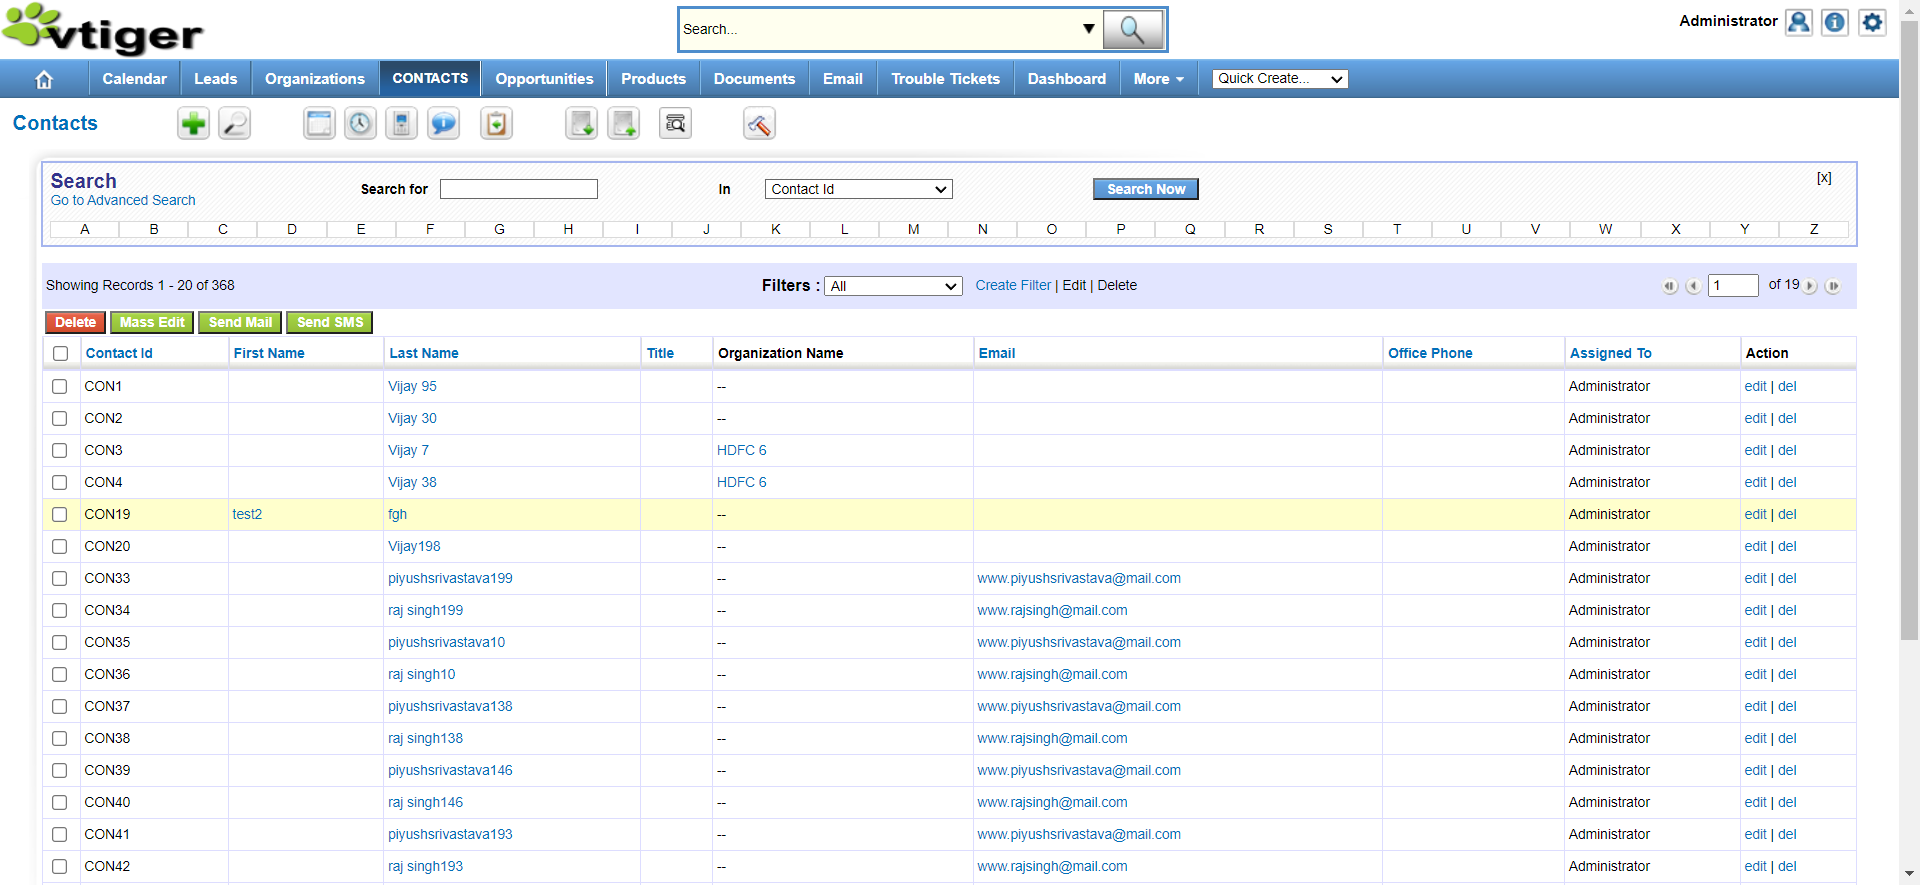 vtiger
Search...
Administrator
Calendar Leads Organizations CONTACTS Opportunities Products Documents Email Trouble Tickets Dashboard More Quick Create...
Contacts
Search
Go to Advanced Search
Search for In Contact Id Search Now [x]
A B C D E F G H I J K L M N O P Q R S T U V W X Y Z
Showing Records 1 - 20 of 368 Filters : All Create Filter | Edit | Delete 1 of 19
Delete Mass Edit Send Mail Send SMS
Contact Id First Name Last Name Title Organization Name Email Office Phone Assigned To Action
CON1 Vijay 95 -- Administrator edit | del
CON2 Vijay 30 -- Administrator edit | del
CON3 Vijay 7 HDFC 6 Administrator edit | del
CON4 Vijay 38 HDFC 6 Administrator edit | del
CON19 test2 fgh -- Administrator edit | del
CON20 Vijay198 -- Administrator edit | del
CON33 piyushsrivastava199 -- www.piyushsrivastava@mail.com Administrator edit | del
CON34 raj singh199 -- www.rajsingh@mail.com Administrator edit | del
CON35 piyushsrivastava10 -- www.piyushsrivastava@mail.com Administrator edit | del
CON36 raj singh10 -- www.rajsingh@mail.com Administrator edit | del
CON37 piyushsrivastava138 -- www.piyushsrivastava@mail.com Administrator edit | del
CON38 raj singh138 -- www.rajsingh@mail.com Administrator edit | del
CON39 piyushsrivastava146 -- www.piyushsrivastava@mail.com Administrator edit | del
CON40 raj singh146 -- www.rajsingh@mail.com Administrator edit | del
CON41 piyushsrivastava193 -- www.piyushsrivastava@mail.com Administrator edit | del
CON42 raj singh193 -- www.rajsingh@mail.com Administrator edit | del